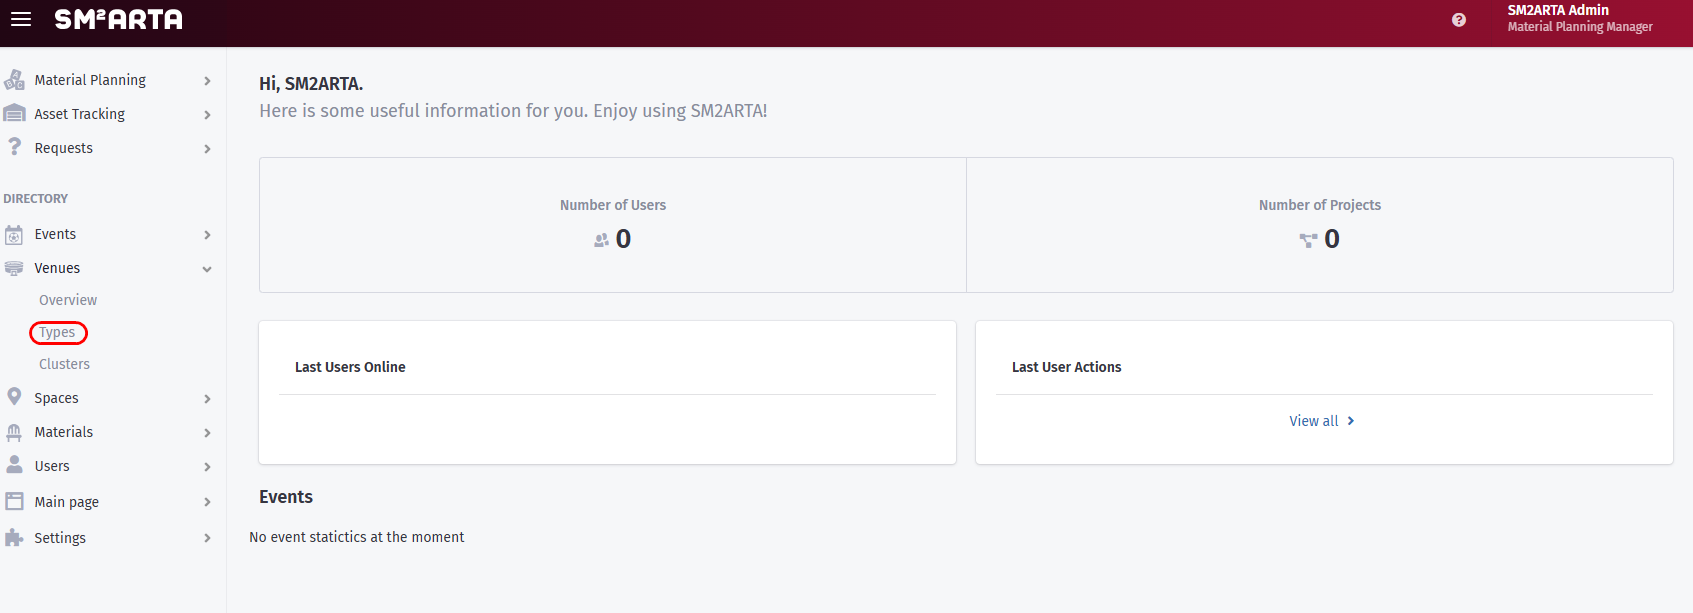 SM²ARTA
SM2ARTA Admin
Material Planning Manager
Material Planning
Asset Tracking
Requests
DIRECTORY
Events
Venues
Overview
Types
Clusters
Spaces
Materials
Users
Main page
Settings
Hi, SM2ARTA.
Here is some useful information for you. Enjoy using SM2ARTA!
Number of Users
0
Number of Projects
0
Last Users Online
Last User Actions
View all
Events
No event statictics at the moment